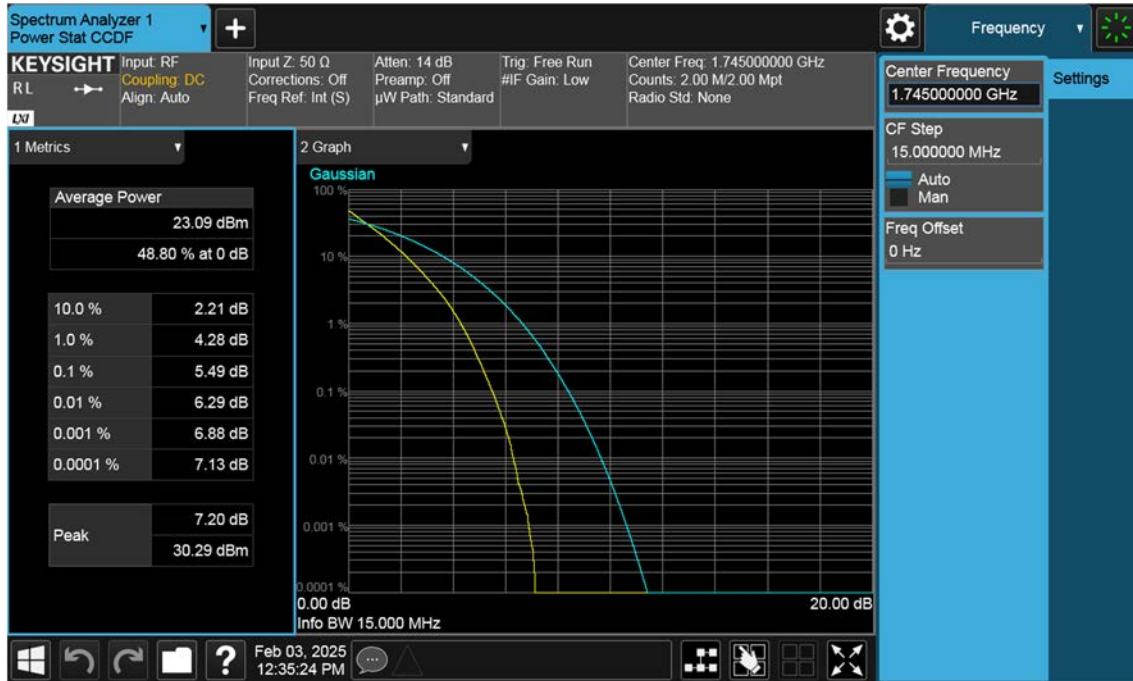 Spectrum Analyzer 1
Power Stat CCDF
Frequency
KEYSIGHT
RL
LXI
Input: RF
Coupling: DC
Align: Auto
Input Z: 50 Ω
Corrections: Off
Freq Ref: Int (S)
Atten: 14 dB
Preamp: Off
µW Path: Standard
Trig: Free Run
#IF Gain: Low
Center Freq: 1.745000000 GHz
Counts: 2.00 M/2.00 Mpt
Radio Std: None
Center Frequency
1.745000000 GHz
Settings
CF Step
15.000000 MHz
Auto
Man
Freq Offset
0 Hz
1 Metrics
Average Power
23.09 dBm
48.80 % at 0 dB
10.0 % 2.21 dB
1.0 % 4.28 dB
0.1 % 5.49 dB
0.01 % 6.29 dB
0.001 % 6.88 dB
0.0001 % 7.13 dB
Peak
7.20 dB
30.29 dBm
2 Graph
Gaussian
100 %
10 %
1 %
0.1 %
0.01 %
0.001 %
0.0001 %
0.00 dB 20.00 dB
Info BW 15.000 MHz
?
Feb 03, 2025
12:35:24 PM